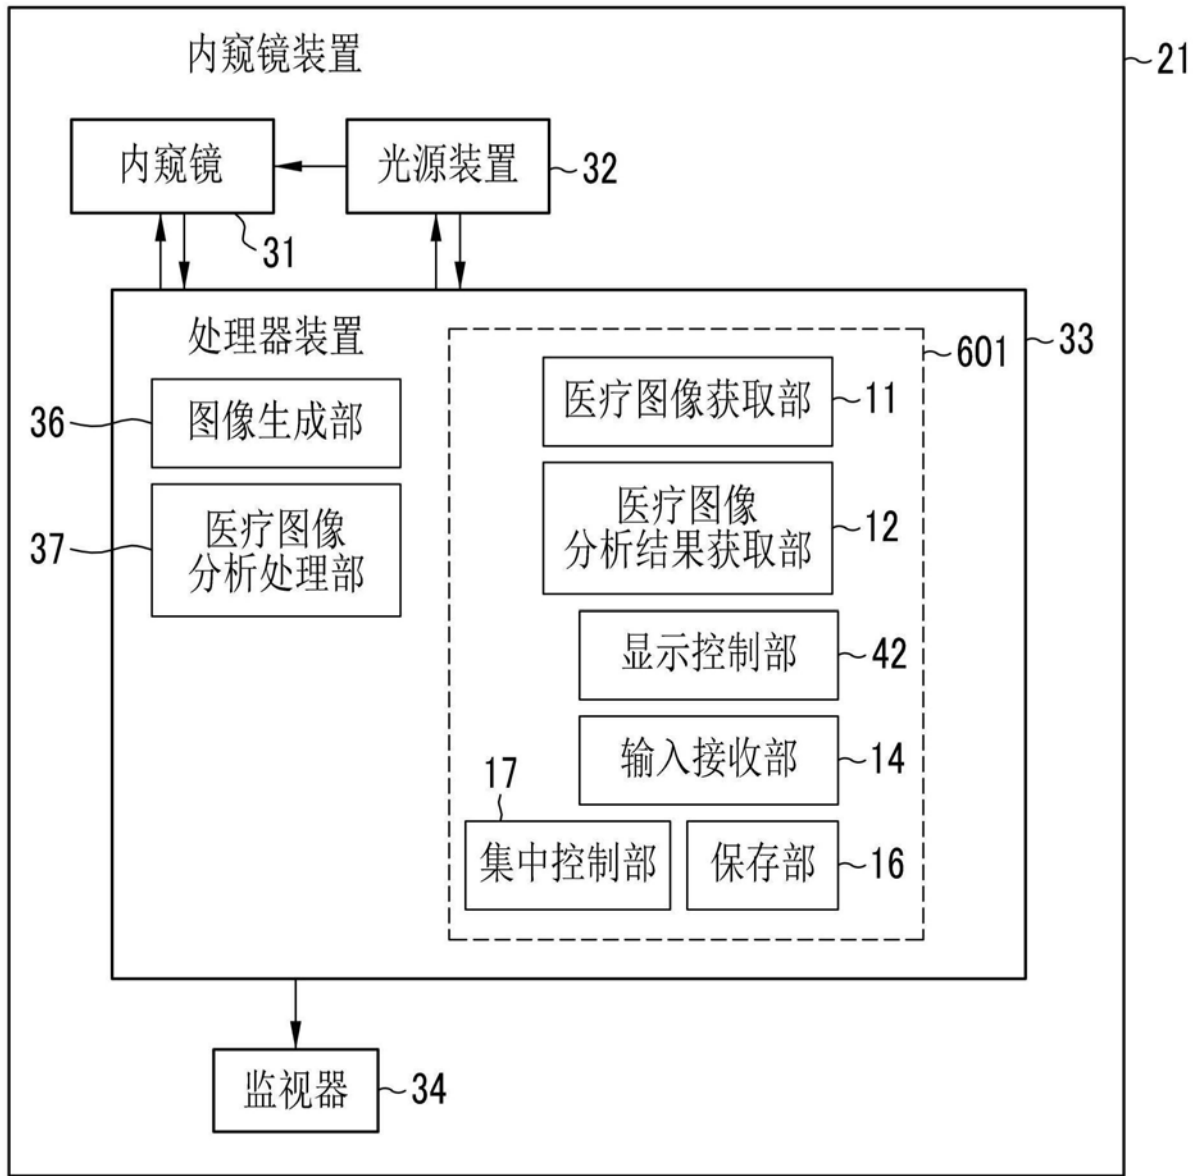 内窥镜装置
21
内窥镜
光源装置
32
31
处理器装置
33
601
医疗图像获取部
11
36
图像生成部
医疗图像
分析结果获取部
12
37
医疗图像
分析处理部
显示控制部
42
输入接收部
14
17
集中控制部
保存部
16
监视器
34